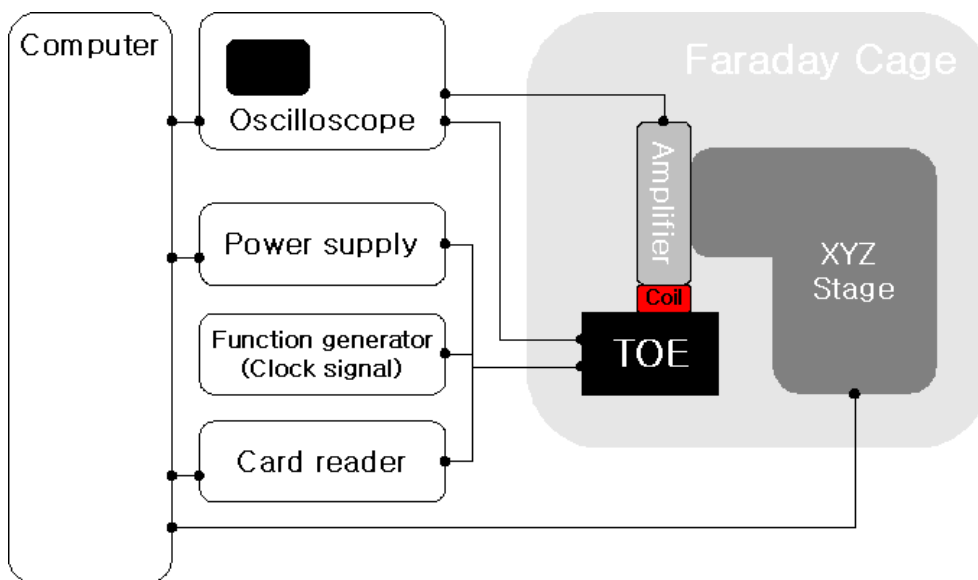 Computer
Oscilloscope
Power supply
Function generator
(Clock signal)
Card reader
Faraday Cage
Amplifier
Coil
TOE
XYZ
Stage